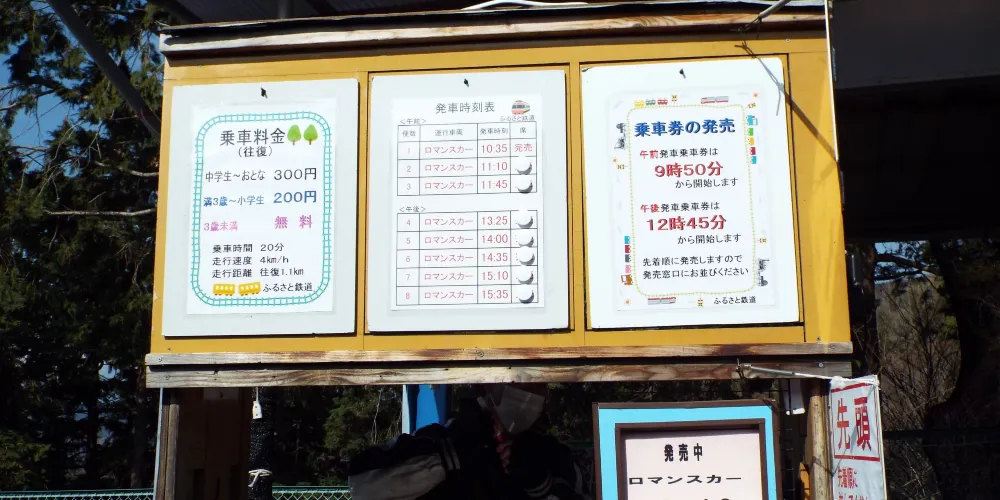 乗車料金
(往復)
中学生～おとな 300円
満3歳～小学生 200円
3歳未満 無料
乗車時間 20分
走行速度 4km/h
走行距離 往復1.1km
ふるさと鉄道
発車時刻表
ふるさと鉄道
<午前>
便数 運行車両 発車時刻 席
1 ロマンスカー 10:35 完売
2 ロマンスカー 11:10
3 ロマンスカー 11:45
<午後>
4 ロマンスカー 13:25
5 ロマンスカー 14:00
6 ロマンスカー 14:35
7 ロマンスカー 15:10
8 ロマンスカー 15:35
乗車券の発売
午前発車乗車券は
9時50分
から開始します
午後発車乗車券は
12時45分
から開始します
先着順に発売しますので
発売窓口にお並びください
ふるさと鉄道
発売中
ロマンスカー
先頭
先着順に